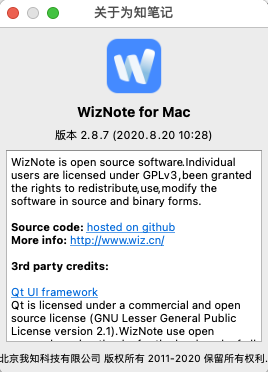 关于为知笔记
WizNote for Mac
版本 2.8.7 (2020.8.20 10:28)
WizNote is open source software.Individual
users are licensed under GPLv3,been granted
the rights to redistribute,use,modify the
software in source and binary forms.
Source code: hosted on github
More info: http://www.wiz.cn/
3rd party credits:
Qt UI framework
Qt is licensed under a commercial and open
source license (GNU Lesser General Public
License version 2.1).WizNote use open
北京我知科技有限公司 版权所有 2011-2020 保留所有权利.